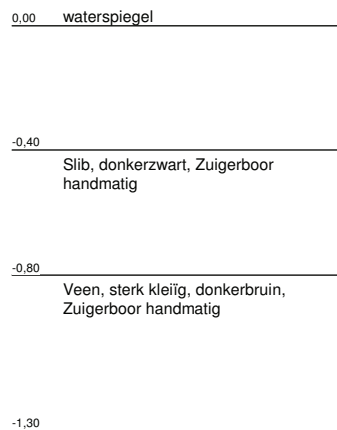 0,00 waterspiegel
-0,40
Slib, donkerzwart, Zuigerboor
handmatig
-0,80
Veen, sterk kleiïg, donkerbruin,
Zuigerboor handmatig
-1,30